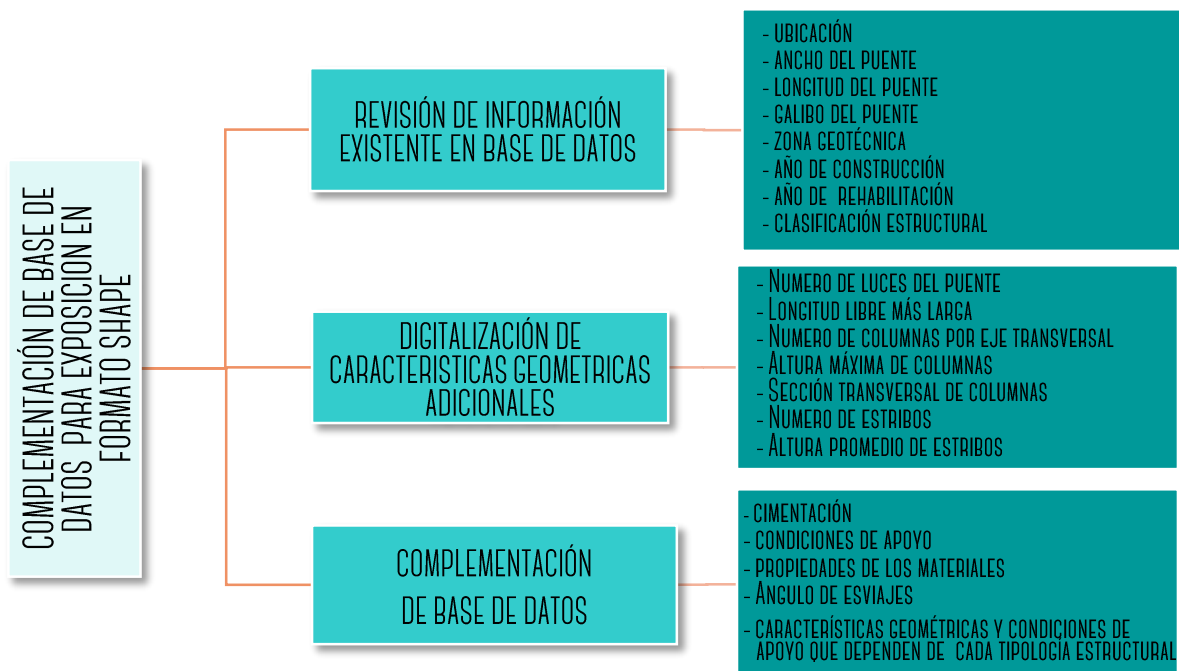 COMPLEMENTACIÓN DE BASE DE
DATOS PARA EXPOSICION EN
FORMATO SHAPE
REVISIÓN DE INFORMACIÓN
EXISTENTE EN BASE DE DATOS
- UBICACIÓN
- ANCHO DEL PUENTE
- LONGITUD DEL PUENTE
- GALIBO DEL PUENTE
- ZONA GEOTÉCNICA
- AÑO DE CONSTRUCCIÓN
- AÑO DE REHABILITACIÓN
- CLASIFICACIÓN ESTRUCTURAL
DIGITALIZACIÓN DE
CARACTERISTICAS GEOMETRICAS
ADICIONALES
- NUMERO DE LUCES DEL PUENTE
- LONGITUD LIBRE MÁS LARGA
- NUMERO DE COLUMNAS POR EJE TRANSVERSAL
- ALTURA MÁXIMA DE COLUMNAS
- SECCIÓN TRANSVERSAL DE COLUMNAS
- NUMERO DE ESTRIBOS
- ALTURA PROMEDIO DE ESTRIBOS
COMPLEMENTACIÓN
DE BASE DE DATOS
- CIMENTACIÓN
- CONDICIONES DE APOYO
- PROPIEDADES DE LOS MATERIALES
- ANGULO DE ESVIAJES
- CARACTERÍSTICAS GEOMÉTRICAS Y CONDICIONES DE
APOYO QUE DEPENDEN DE CADA TIPOLOGÍA ESTRUCTURAL